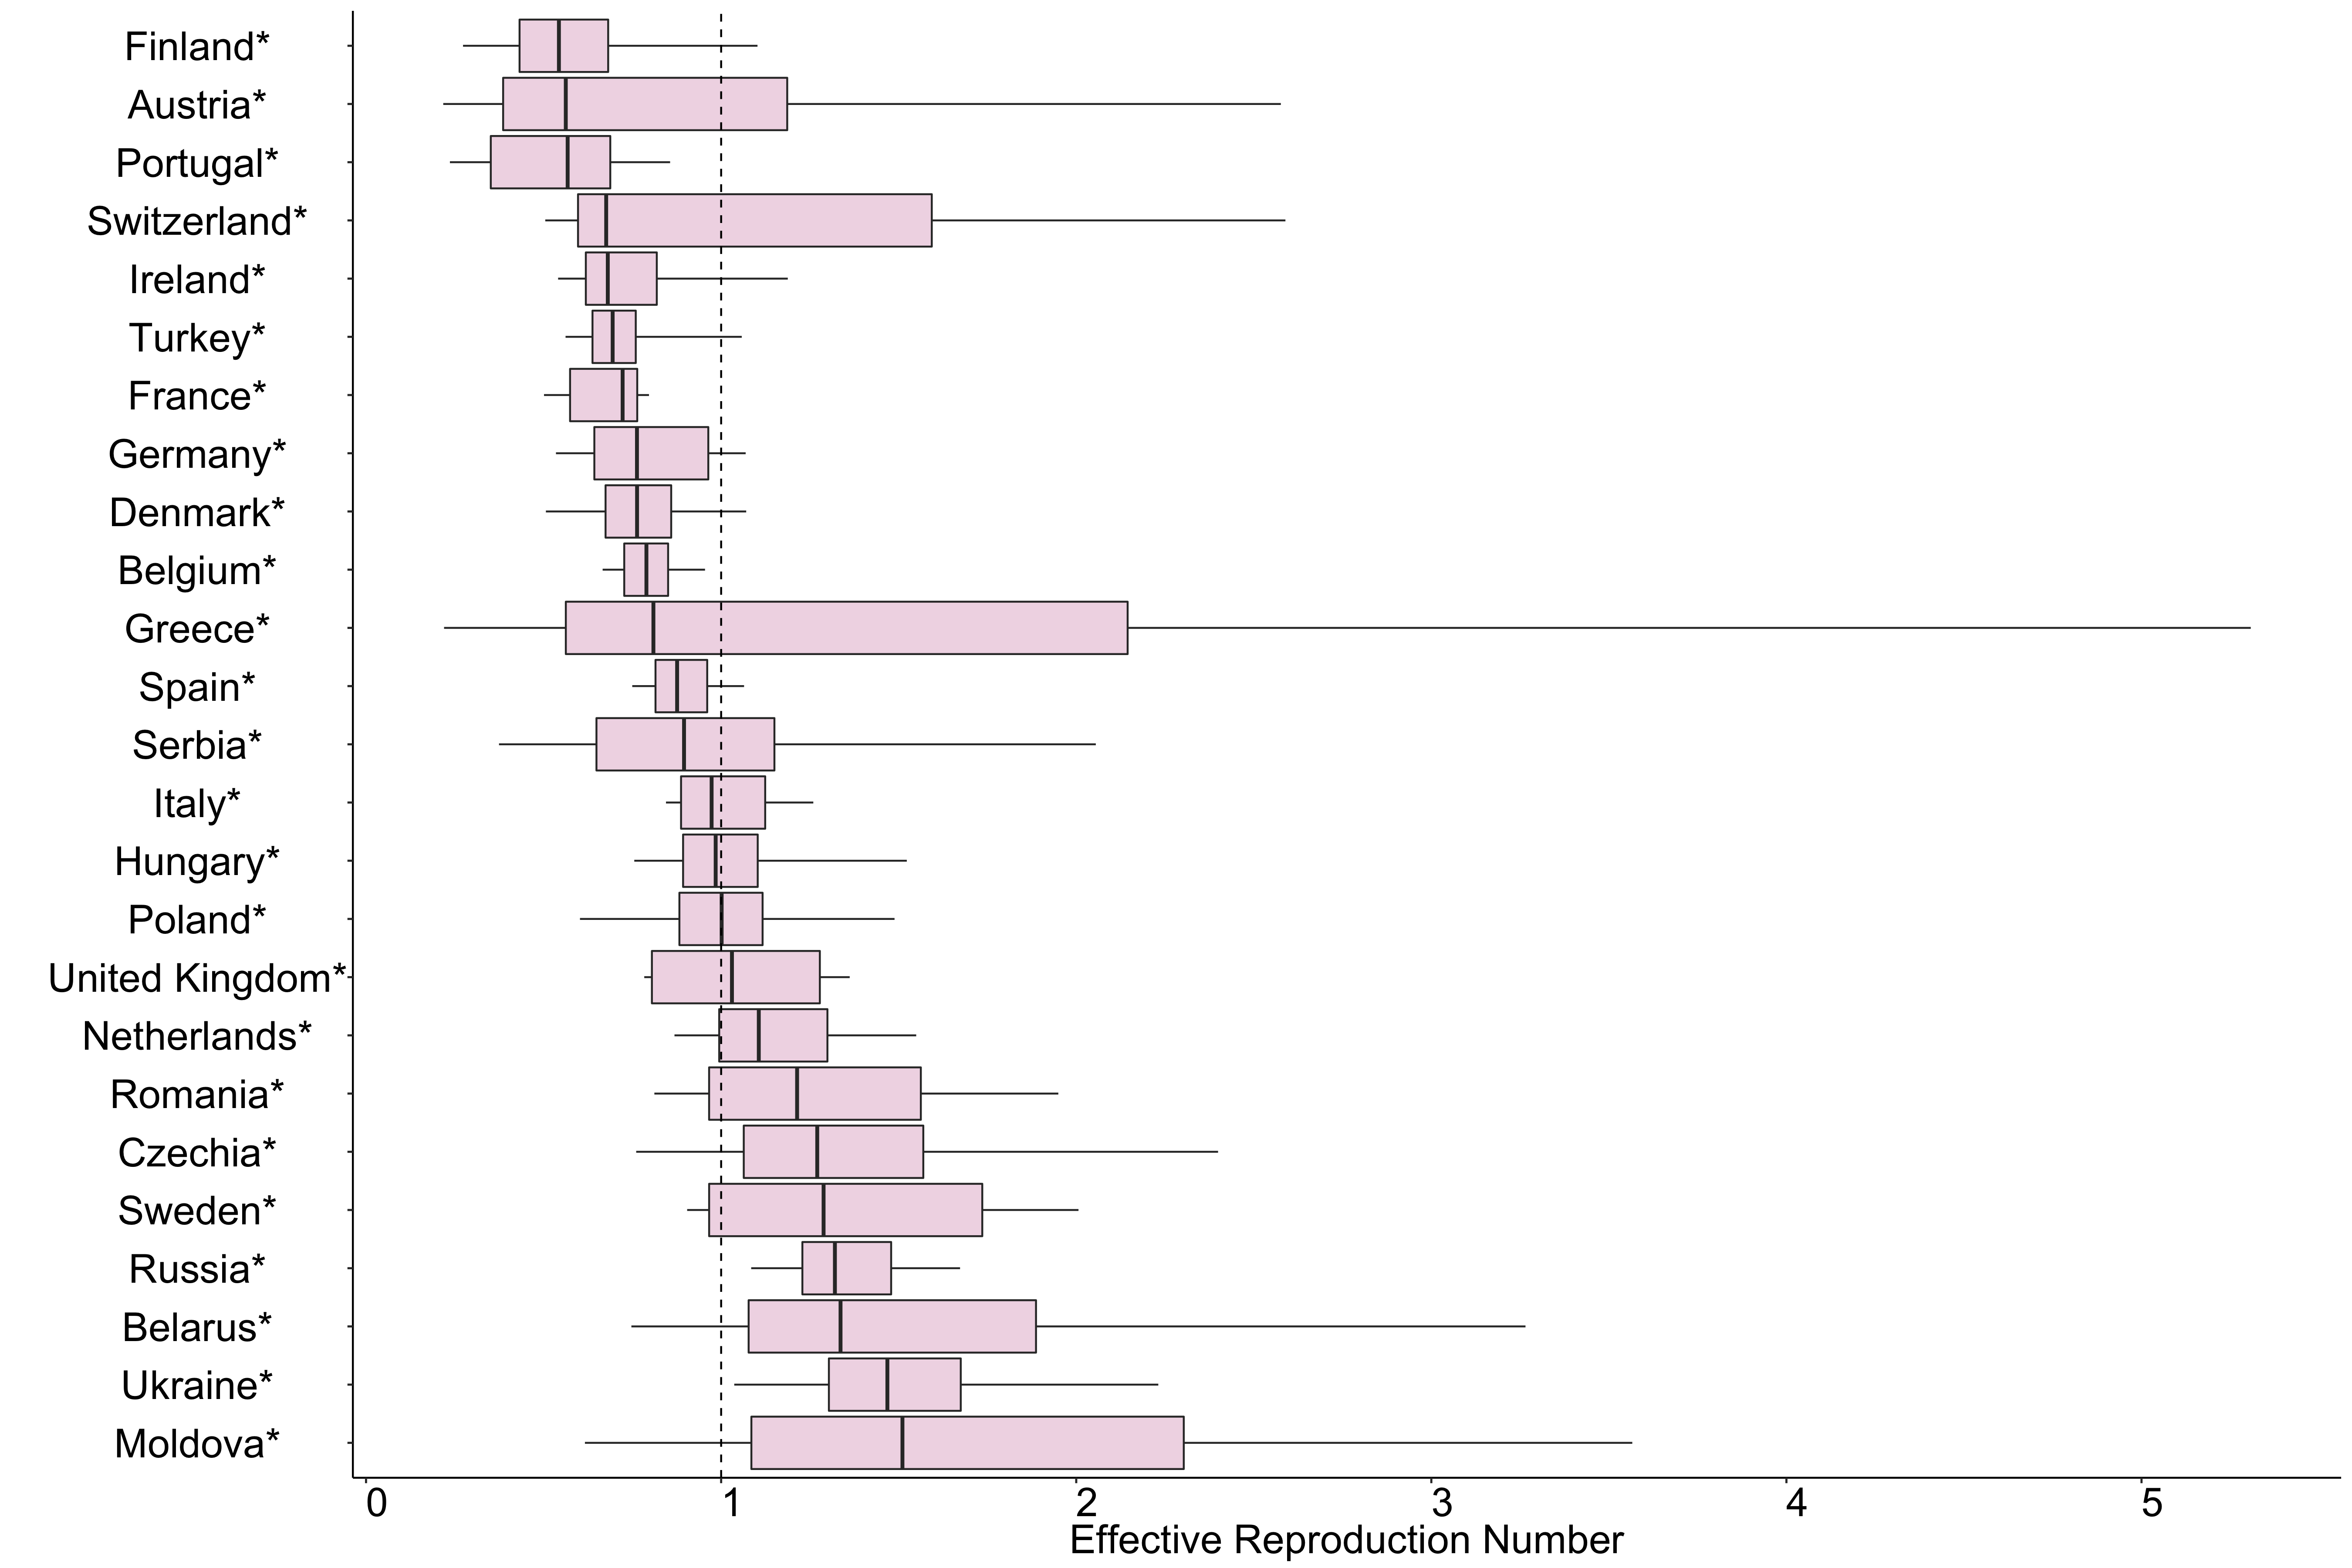 Finland*
Austria*
Portugal*
Switzerland*
Ireland*
Turkey*
France*
Germany*
Denmark*
Belgium*
Greece*
Spain*
Serbia*
Italy*
Hungary*
Poland*
United Kingdom*
Netherlands*
Romania*
Czechia*
Sweden*
Russia*
Belarus*
Ukraine*
Moldova*
0 1 2 3 4 5
Effective Reproduction Number